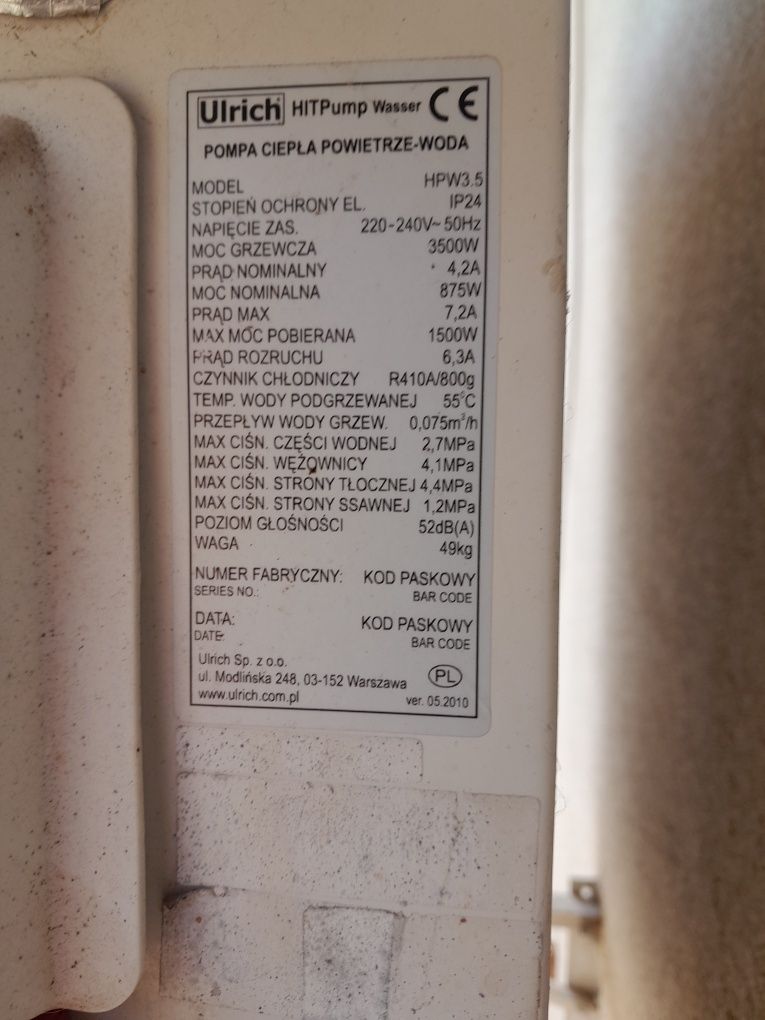 Ulrich HITPump Wasser CE
POMPA CIEPŁA POWIETRZE-WODA
MODEL HPW3.5
STOPIEŃ OCHRONY EL. IP24
NAPIĘCIE ZAS. 220-240V~50Hz
MOC GRZEWCZA 3500W
PRĄD NOMINALNY 4,2A
MOC NOMINALNA 875W
PRĄD MAX 7,2A
MAX MOC POBIERANA 1500W
PRĄD ROZRUCHU 6,3A
CZYNNIK CHŁODNICZY R410A/800g
TEMP. WODY PODGRZEWANEJ 55°C
PRZEPŁYW WODY GRZEW. 0,075m³/h
MAX CIŚN. CZĘŚCI WODNEJ 2,7MPa
MAX CIŚN. WĘŻOWNICY 4,1MPa
MAX CIŚN. STRONY TŁOCZNEJ 4,4MPa
MAX CIŚN. STRONY SSAWNEJ 1,2MPa
POZIOM GŁOŚNOŚCI 52dB(A)
WAGA 49kg
NUMER FABRYCZNY: KOD PASKOWY
SERIES NO.: BAR CODE
DATA: KOD PASKOWY
DATE: BAR CODE
Ulrich Sp. z o.o.
ul. Modlińska 248, 03-152 Warszawa PL
www.ulrich.com.pl ver. 05.2010